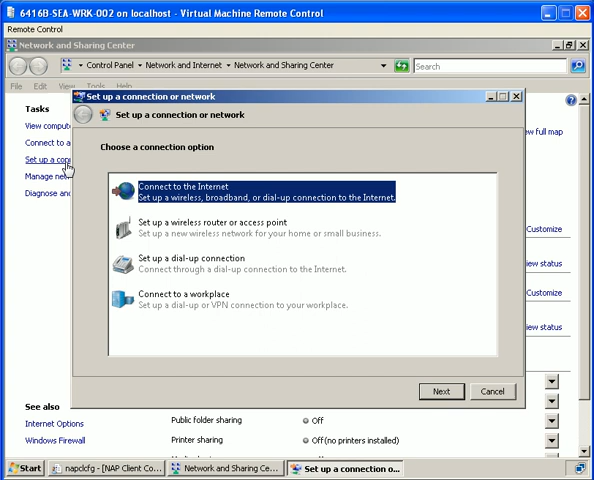 6416B-SEA-WRK-002 on localhost - Virtual Machine Remote Control
Remote Control
Network and Sharing Center
Control Panel Network and Internet Network and Sharing Center
Search
File Edit View Tools
Set up a connection or network
Tasks
View compute
Set up a connection or network
Connect to a
Set up a con
Manage ne
Diagnose an
View full map
Choose a connection option
Connect to the Internet
Set up a wireless, broadband, or dial-up connection to the Internet.
Set up a wireless router or access point
Set up a new wireless network for your home or small business.
Customize
Set up a dial-up connection
Connect through a dial-up connection to the Internet.
View status
Connect to a workplace
Set up a dial-up or VPN connection to your workplace.
Customize
View status
Next
Cancel
See also
Internet Options
Windows Firewall
Public folder sharing
Off
Printer sharing
Off (no printers installed)
Start
napclcfg - [NAP Client Co...
Network and Sharing Ce...
Set up a connection o...